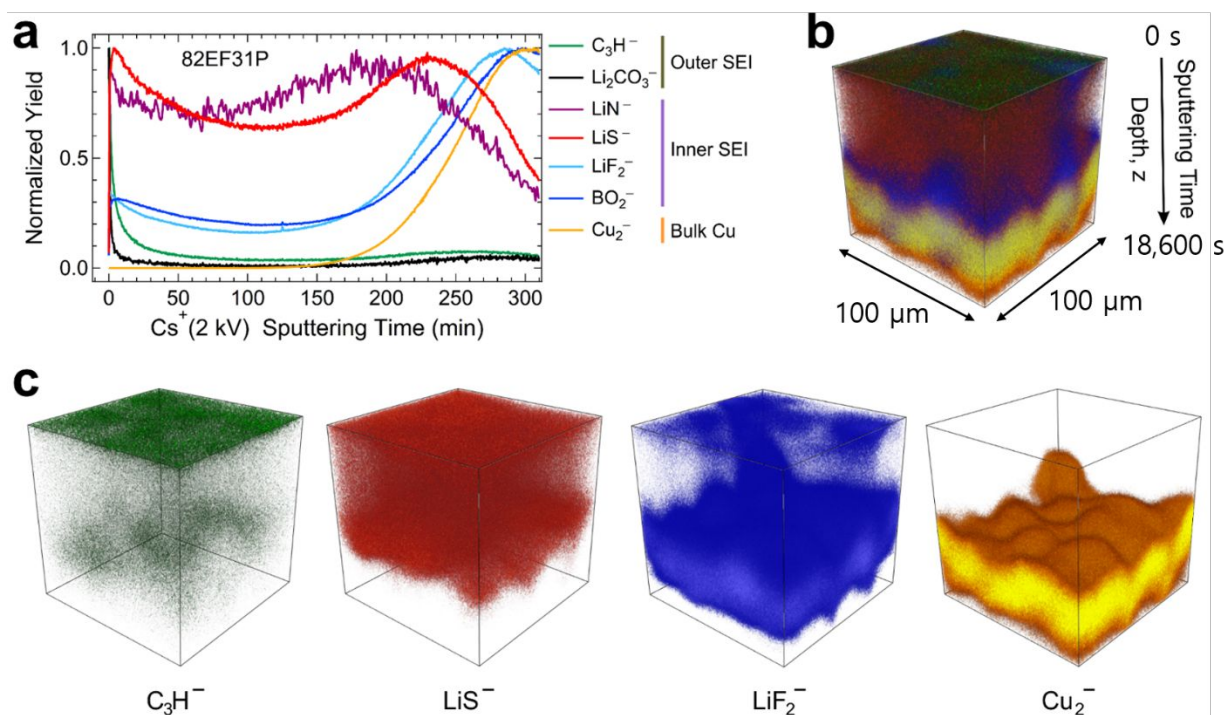 a
82EF31P
Normalized Yield
1.0
0.5
0.0
0 50 100 150 200 250 300
Cs⁺(2 kV) Sputtering Time (min)
C₃H⁻
Li₂CO₃⁻
LiN⁻
LiS⁻
LiF₂⁻
BO₂⁻
Cu₂⁻
Outer SEI
Inner SEI
Bulk Cu
b
0 s
Sputtering Time
Depth, z
18,600 s
100 μm
100 μm
c
C₃H⁻
LiS⁻
LiF₂⁻
Cu₂⁻